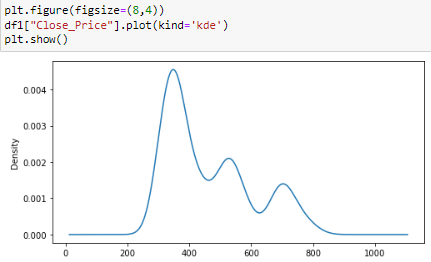 plt.figure(figsize=(8,4))
df1["Close_Price"].plot(kind='kde')
plt.show()
0.004
0.003
Density
0.002
0.001
0.000
0 200 400 600 800 1000